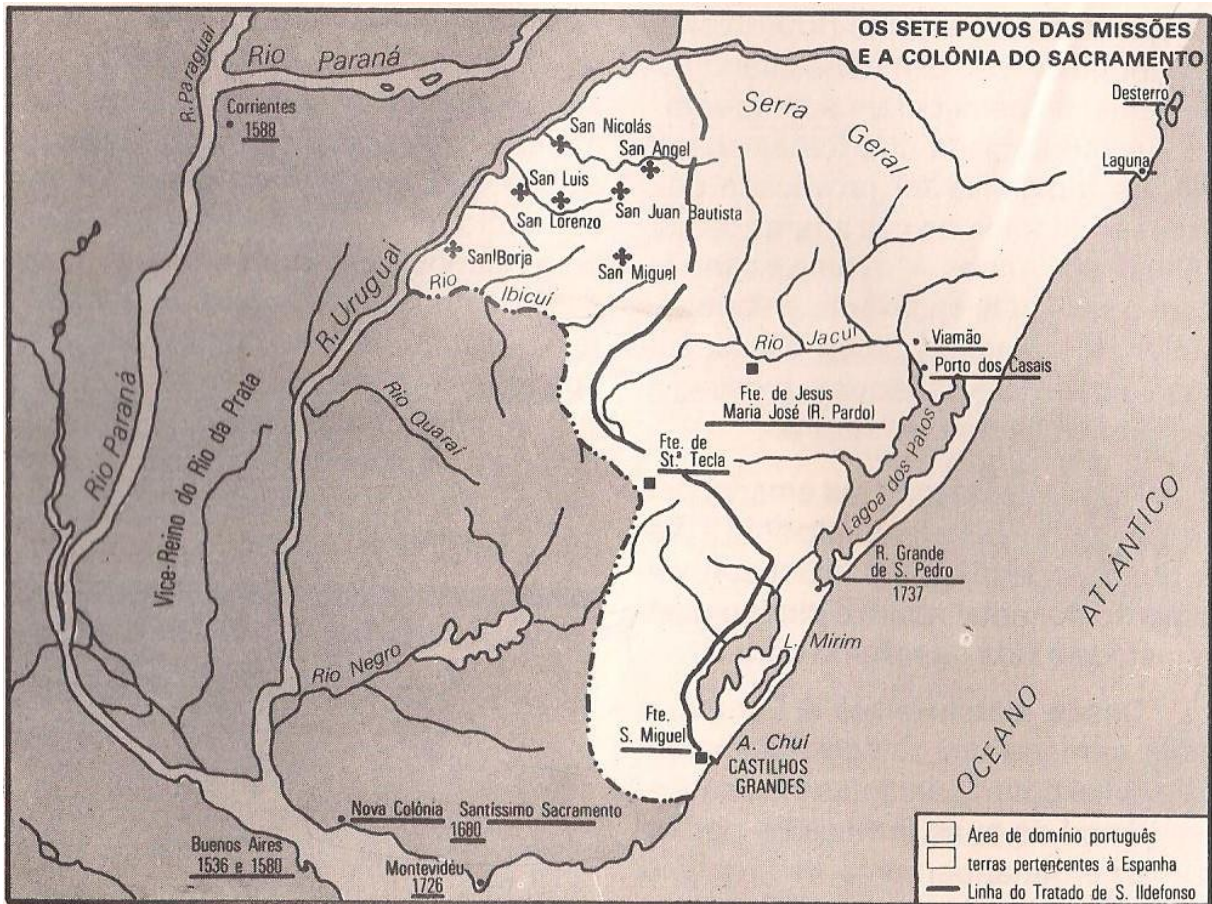 OS SETE POVOS DAS MISSÕES
E A COLÔNIA DO SACRAMENTO
R. Paraguai
Rio Paraná
Corrientes
1588
Desterro
Laguna
Serra Geral
San Nicolás
San Angel
San Luis
San Lorenzo
San Juan Bautista
San Borja
San Miguel
R. Uruguai
Rio Ibicuí
Rio Jacuí
Viamão
Porto dos Casais
Fte. de Jesus
Maria José (R. Pardo)
Fte. de
St.ª Tecla
Rio Quaraí
Rio Paraná
Vice-Reino do Rio da Prata
Lagoa dos Patos
R. Grande
de S. Pedro
1737
OCEANO ATLÂNTICO
Rio Negro
L. Mirim
Fte.
S. Miguel
A. Chuí
CASTILHOS
GRANDES
Nova Colônia Santíssimo Sacramento
1680
Buenos Aires
1536 e 1580
Montevidéu
1726
Área de domínio português
terras pertencentes à Espanha
Linha do Tratado de S. Ildefonso